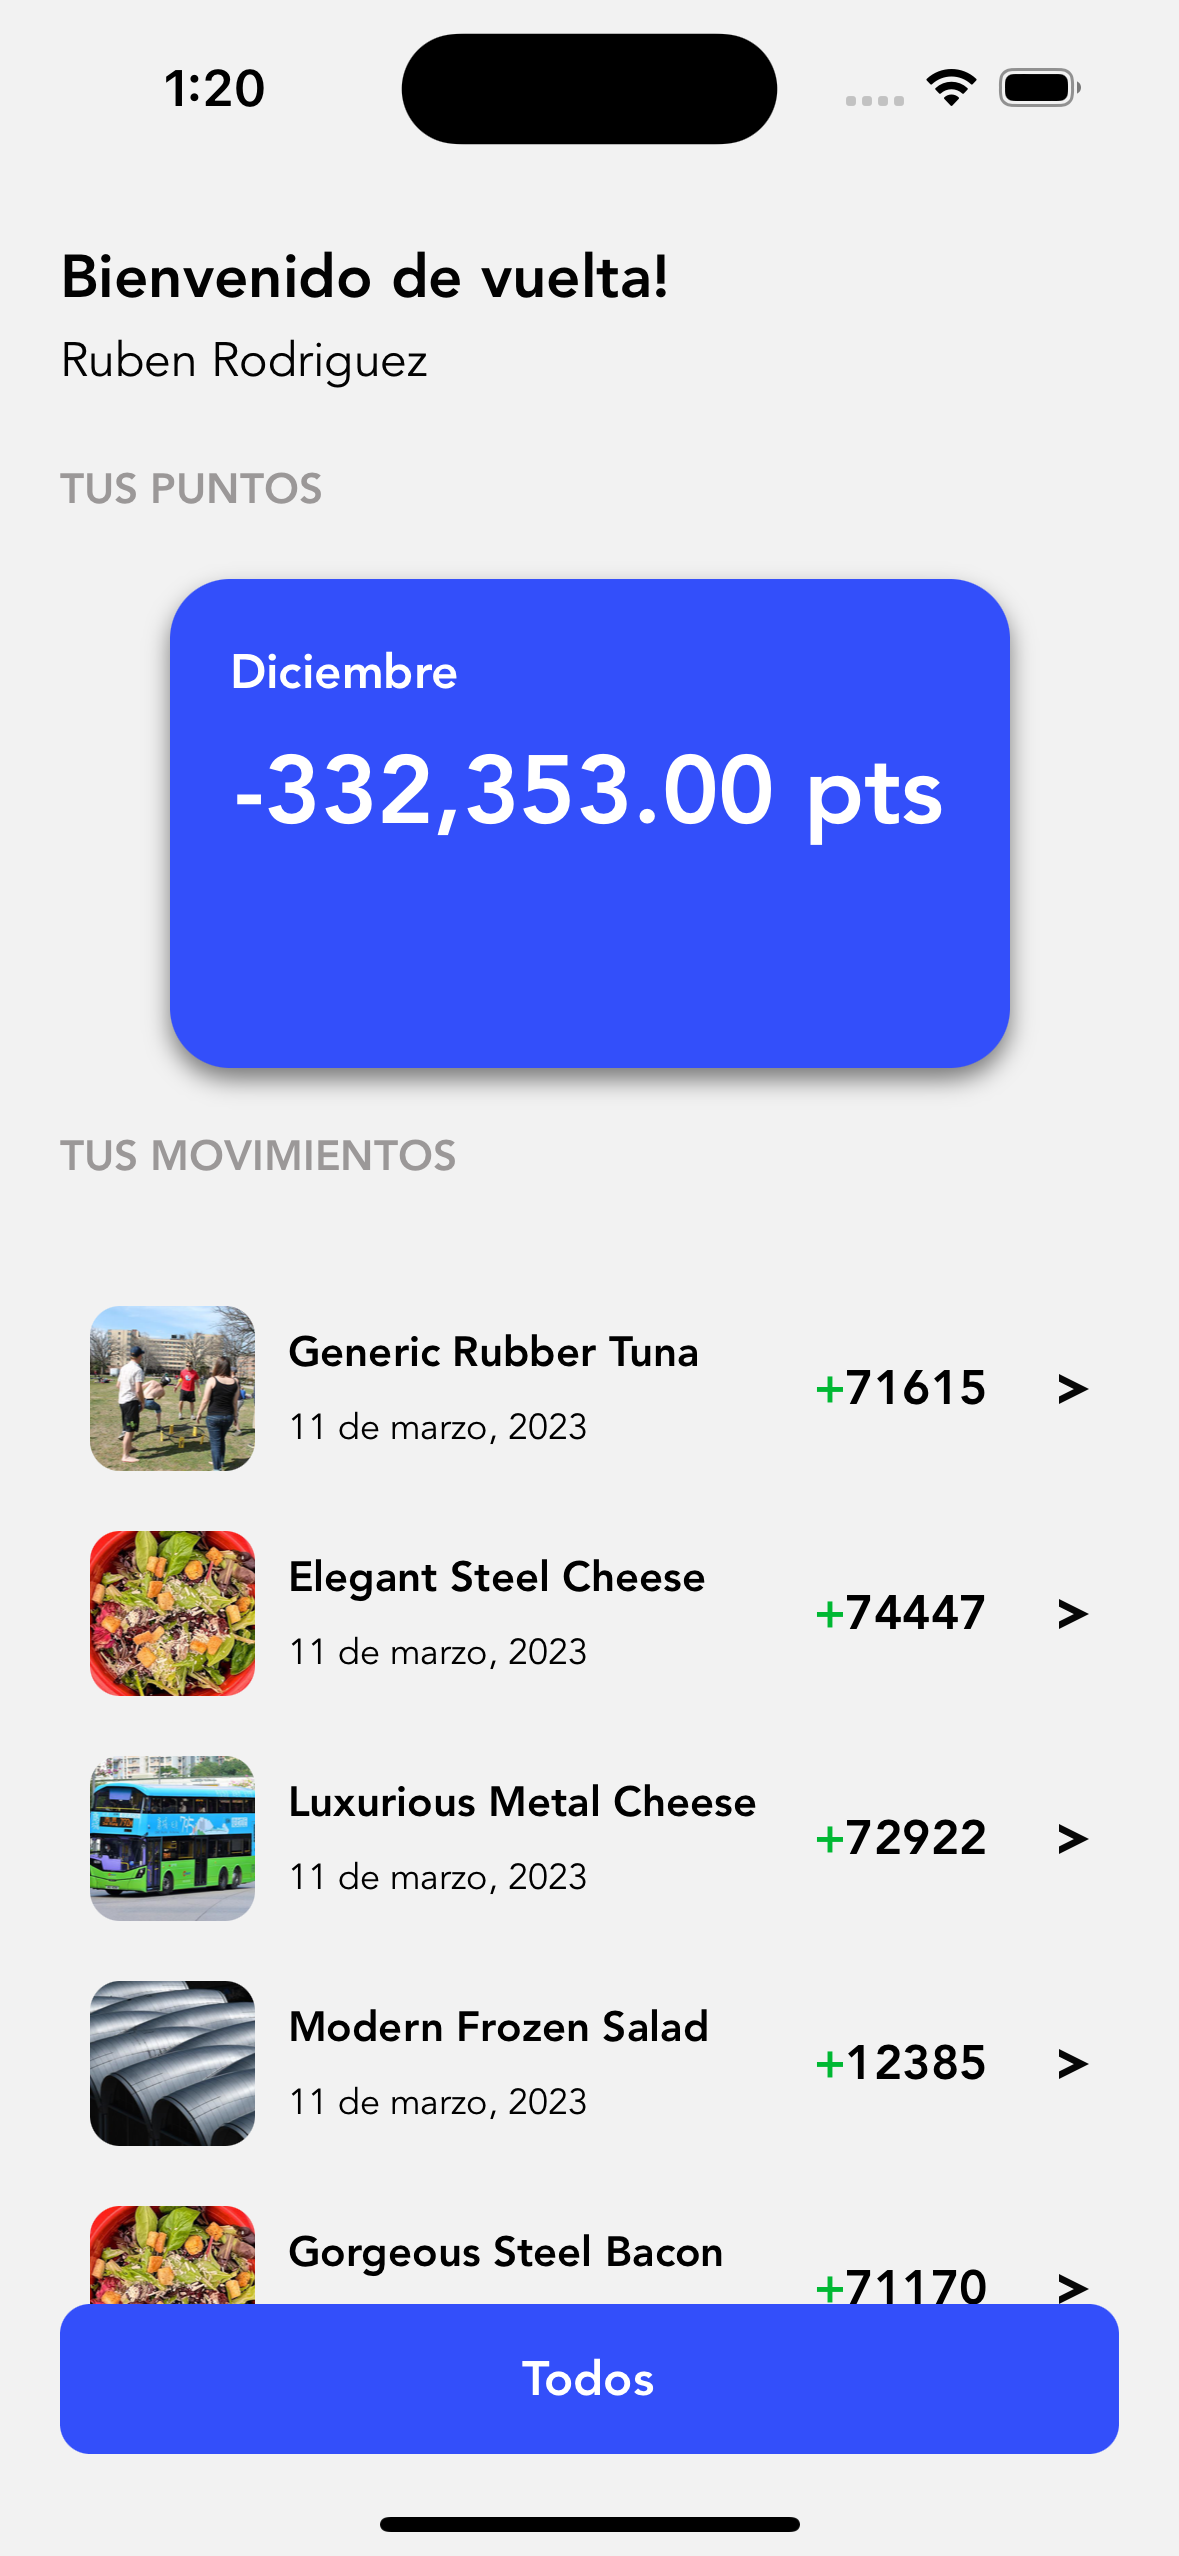 1:20
Bienvenido de vuelta!
Ruben Rodriguez
TUS PUNTOS
Diciembre
-332,353.00 pts
TUS MOVIMIENTOS
Generic Rubber Tuna
11 de marzo, 2023
+71615 >
Elegant Steel Cheese
11 de marzo, 2023
+74447 >
Luxurious Metal Cheese
11 de marzo, 2023
+72922 >
Modern Frozen Salad
11 de marzo, 2023
+12385 >
Gorgeous Steel Bacon
+71170 >
Todos